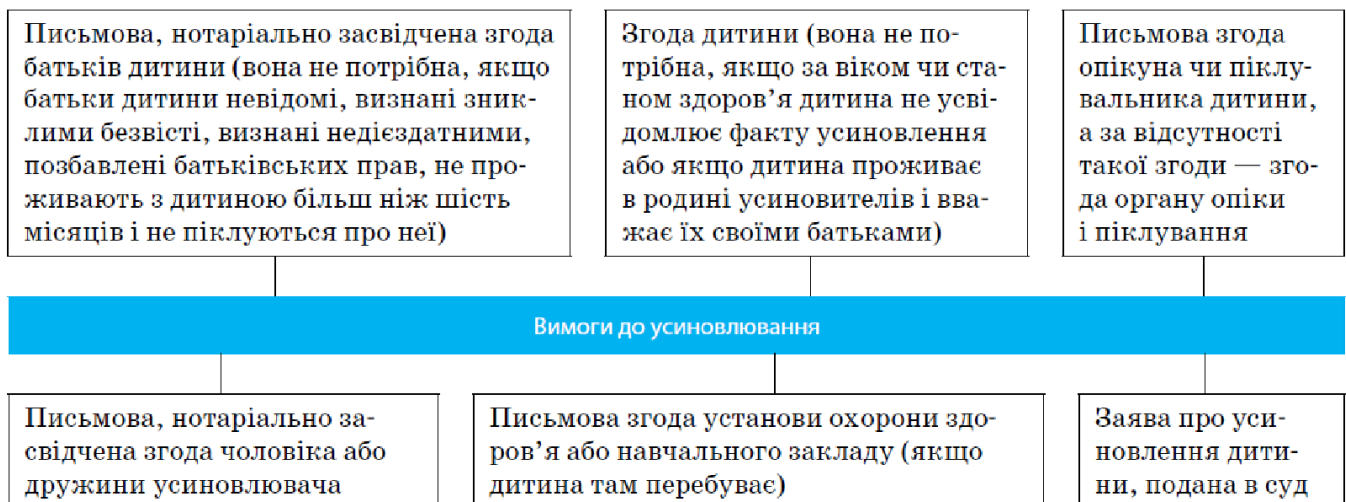 Письмова, нотаріально засвідчена згода
батьків дитини (вона не потрібна, якщо
батьки дитини невідомі, визнані зник-
лими безвісті, визнані недієздатними,
позбавлені батьківських прав, не про-
живають з дитиною більш ніж шість
місяців і не піклуються про неї)
Згода дитини (вона не по-
трібна, якщо за віком чи ста-
ном здоров’я дитина не усві-
домлює факту усиновлення
або якщо дитина проживає
в родині усиновителів і вва-
жає їх своїми батьками)
Письмова згода
опікуна чи піклу-
вальника дитини,
а за відсутності
такої згоди — зго-
да органу опіки
і піклування
Вимоги до усиновлювання
Письмова, нотаріально за-
свідчена згода чоловіка або
дружини усиновлювача
Письмова згода установи охорони здо-
ров’я або навчального закладу (якщо
дитина там перебуває)
Заява про уси-
новлення дити-
ни, подана в суд